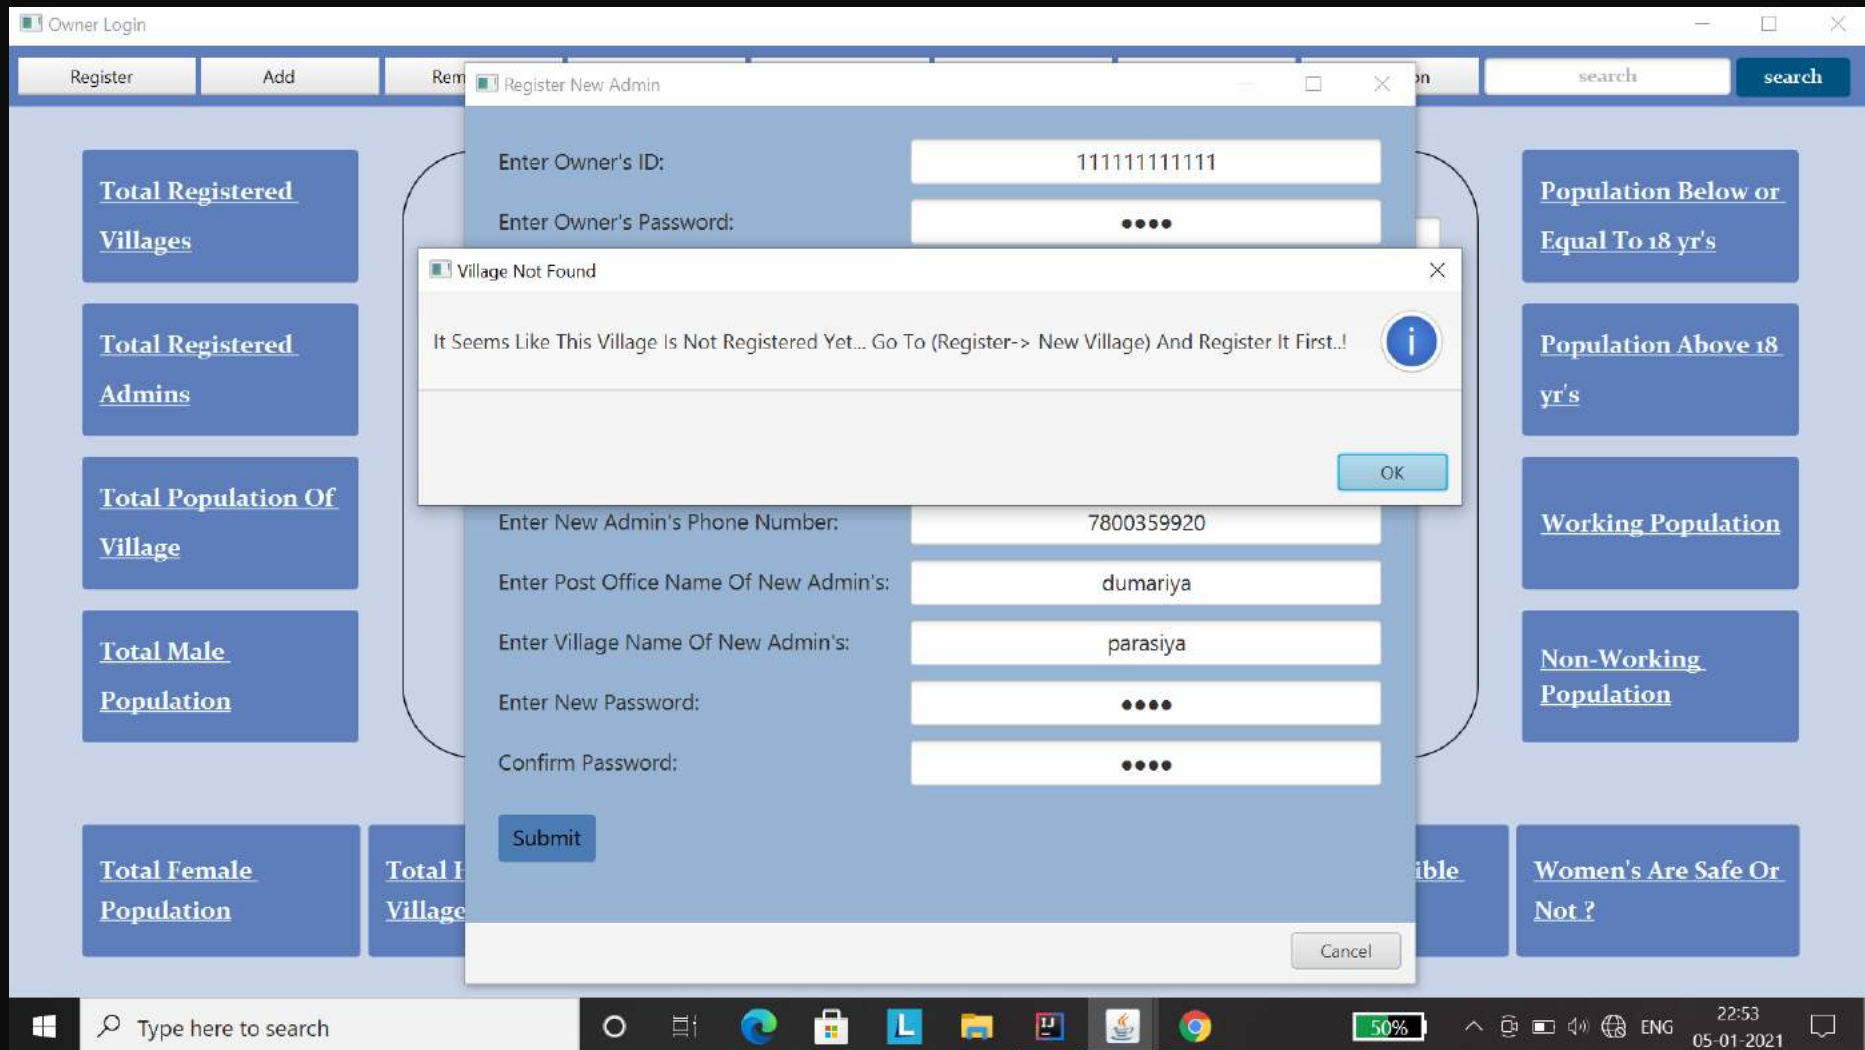 Owner Login
Register
Add
Register New Admin
search
search
Enter Owner's ID:
111111111111
Enter Owner's Password:
••••
Village Not Found
It Seems Like This Village Is Not Registered Yet... Go To (Register-> New Village) And Register It First..!
OK
Enter New Admin's Phone Number:
7800359920
Enter Post Office Name Of New Admin's:
dumariya
Enter Village Name Of New Admin's:
parasiya
Enter New Password:
••••
Confirm Password:
••••
Submit
Cancel
Total Registered
Villages
Total Registered
Admins
Total Population Of
Village
Total Male
Population
Population Below or
Equal To 18 yr's
Population Above 18
yr's
Working Population
Non-Working
Population
Total Female
Population
Total
Village
Women's Are Safe Or
Not ?
Type here to search
50%
ENG
22:53
05-01-2021